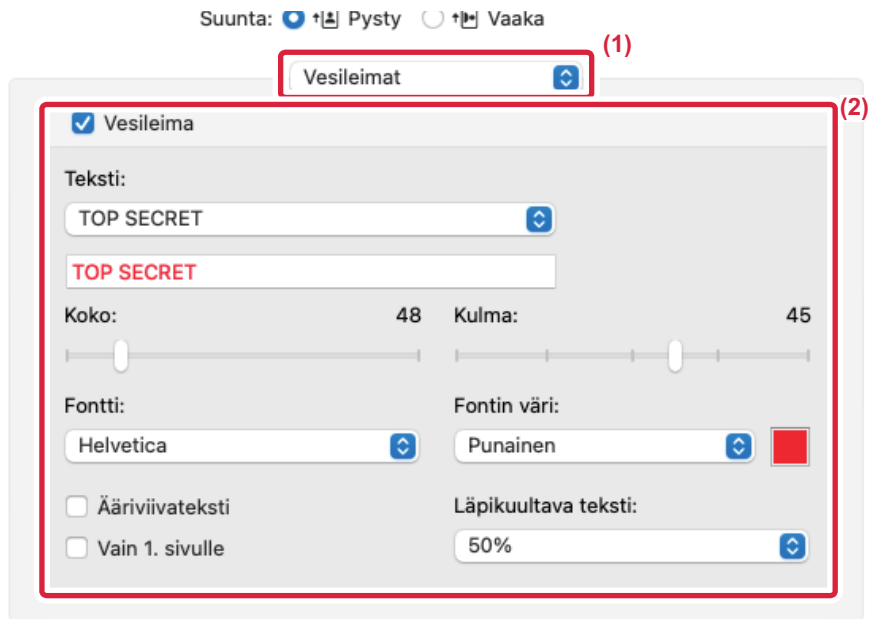 Suunta: Pysty Vaaka
(1)
Vesileimat
(2)
Vesileima
Teksti:
TOP SECRET
TOP SECRET
Koko: 48 Kulma: 45
Fontti: Fontin väri:
Helvetica Punainen
Ääriviivateksti Läpikuultava teksti:
Vain 1. sivulle 50%